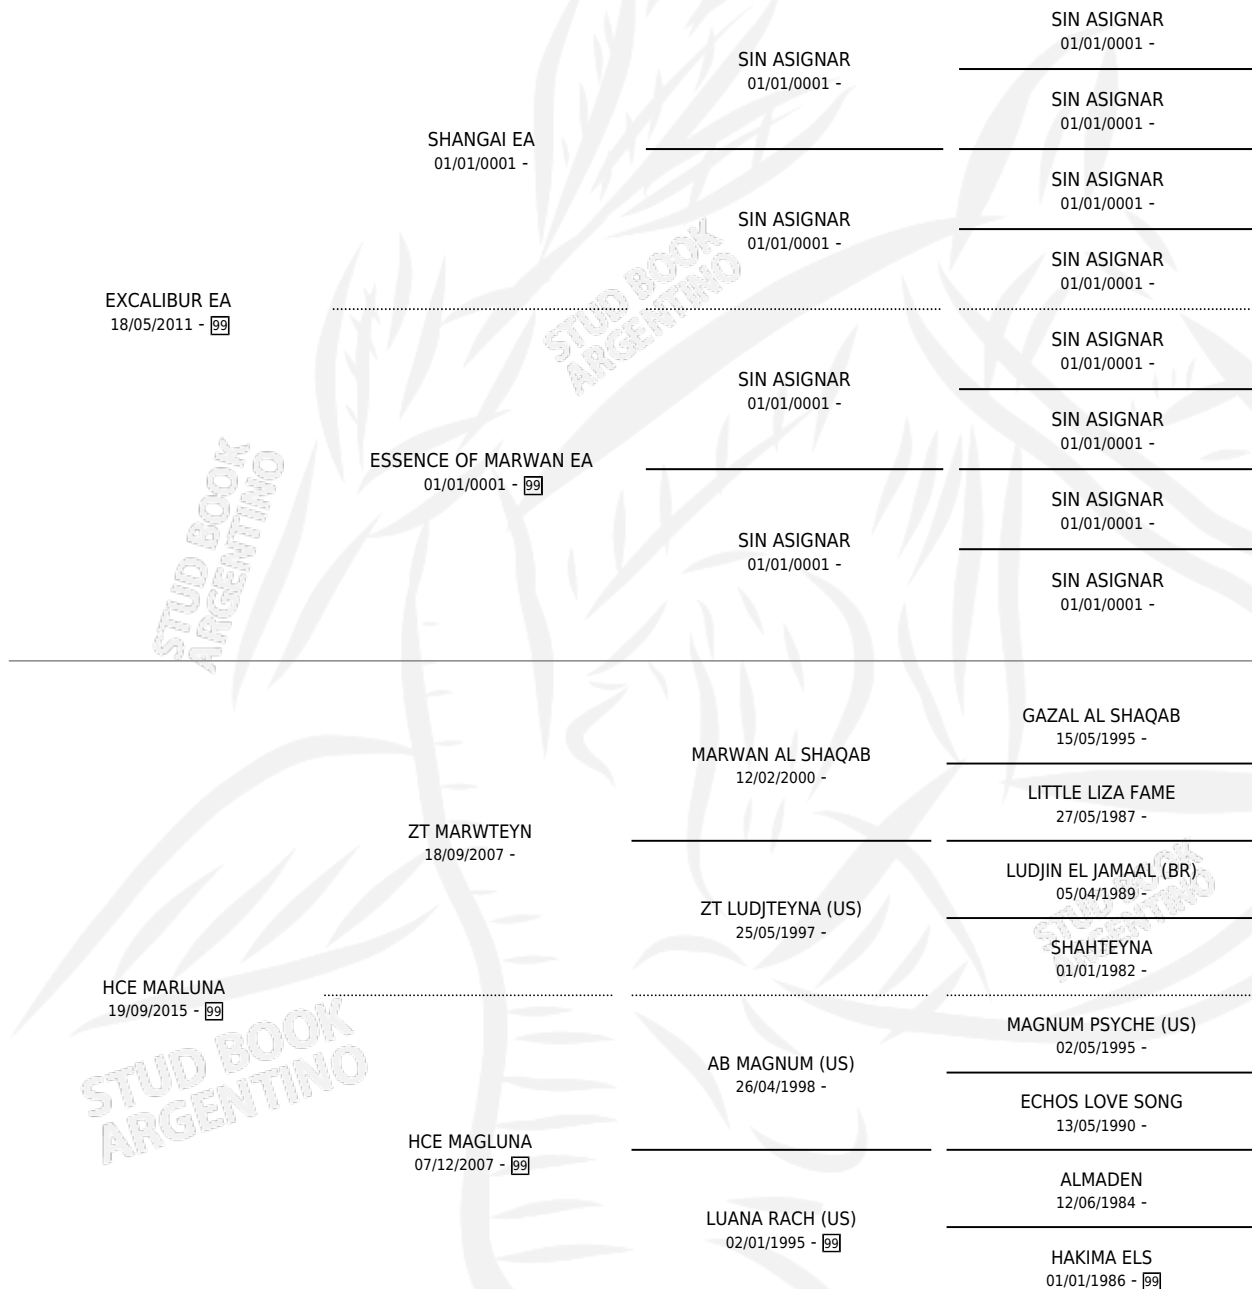 SIN ASIGNAR
01/01/0001 -
SIN ASIGNAR
01/01/0001 -
SIN ASIGNAR
01/01/0001 -
SHANGAI EA
01/01/0001 -
SIN ASIGNAR
01/01/0001 -
SIN ASIGNAR
01/01/0001 -
SIN ASIGNAR
01/01/0001 -
STUD BOOK
ARGENTINO
EXCALIBUR EA
18/05/2011 - 99
SIN ASIGNAR
01/01/0001 -
SIN ASIGNAR
01/01/0001 -
SIN ASIGNAR
01/01/0001 -
ESSENCE OF MARWAN EA
01/01/0001 - 99
SIN ASIGNAR
01/01/0001 -
SIN ASIGNAR
01/01/0001 -
SIN ASIGNAR
01/01/0001 -
STUD BOOK
ARGENTINO
GAZAL AL SHAQAB
15/05/1995 -
MARWAN AL SHAQAB
12/02/2000 -
LITTLE LIZA FAME
27/05/1987 -
ZT MARWTEYN
18/09/2007 -
LUDJIN EL JAMAAL (BR)
05/04/1989 -
ZT LUDJTEYNA (US)
25/05/1997 -
STUD BOOK
ARGENTINO
SHAHTEYNA
01/01/1982 -
HCE MARLUNA
19/09/2015 - 99
MAGNUM PSYCHE (US)
02/05/1995 -
AB MAGNUM (US)
26/04/1998 -
STUD BOOK
ARGENTINO
ECHOS LOVE SONG
13/05/1990 -
HCE MAGLUNA
07/12/2007 - 99
ALMADEN
12/06/1984 -
LUANA RACH (US)
02/01/1995 - 99
HAKIMA ELS
01/01/1986 - 99